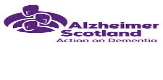 Alzheimer
Scotland
Action on Dementia